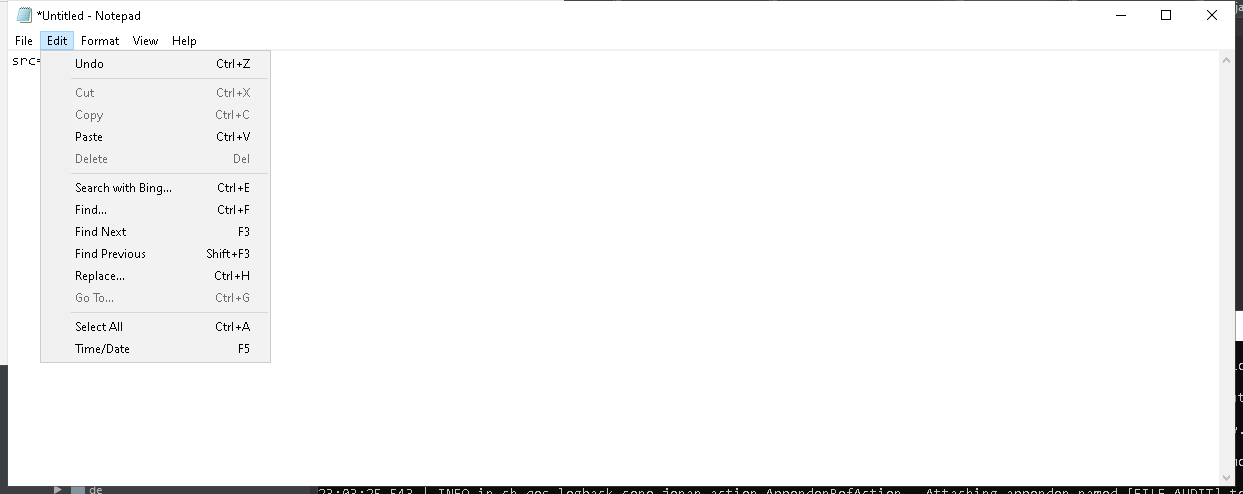 *Untitled - Notepad
File Edit Format View Help
src=
Undo Ctrl+Z
Cut Ctrl+X
Copy Ctrl+C
Paste Ctrl+V
Delete Del
Search with Bing... Ctrl+E
Find... Ctrl+F
Find Next F3
Find Previous Shift+F3
Replace... Ctrl+H
Go To... Ctrl+G
Select All Ctrl+A
Time/Date F5
de
23:03:25,543 | INFO in ch.qos.logback.core.joran.action.AppenderRefAction - Attaching appender named [FILE_AUDIT] t